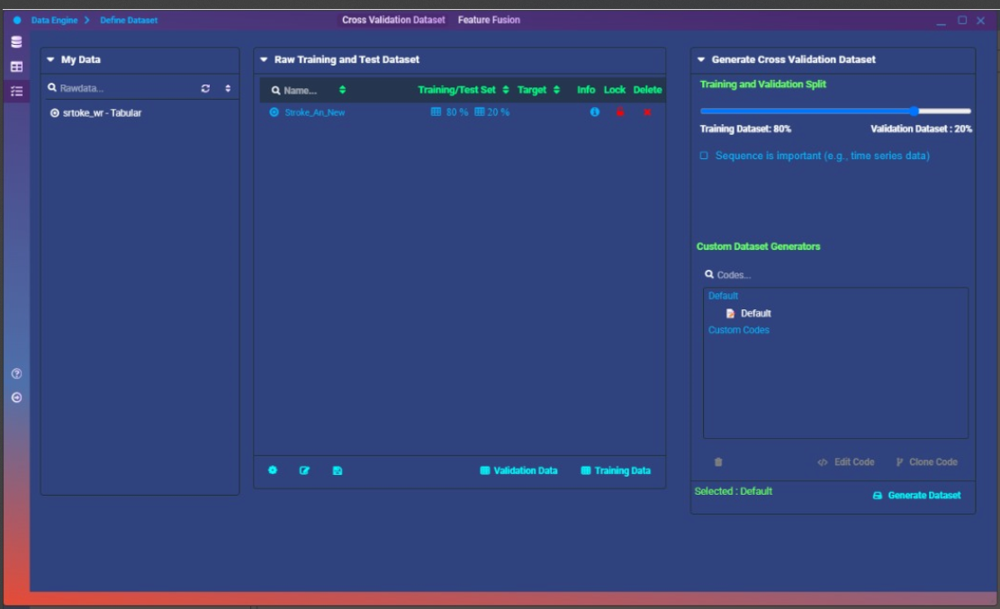 Data Engine > Define Dataset
Cross Validation Dataset Feature Fusion
My Data
Rawdata...
srtoke_wr - Tabular
Raw Training and Test Dataset
Name... Training/Test Set Target Info Lock Delete
Stroke_An_New 80 % 20 %
Validation Data Training Data
Generate Cross Validation Dataset
Training and Validation Split
Training Dataset: 80% Validation Dataset : 20%
Sequence is important (e.g., time series data)
Custom Dataset Generators
Codes...
Default
Default
Custom Codes
</> Edit Code Clone Code
Selected : Default Generate Dataset